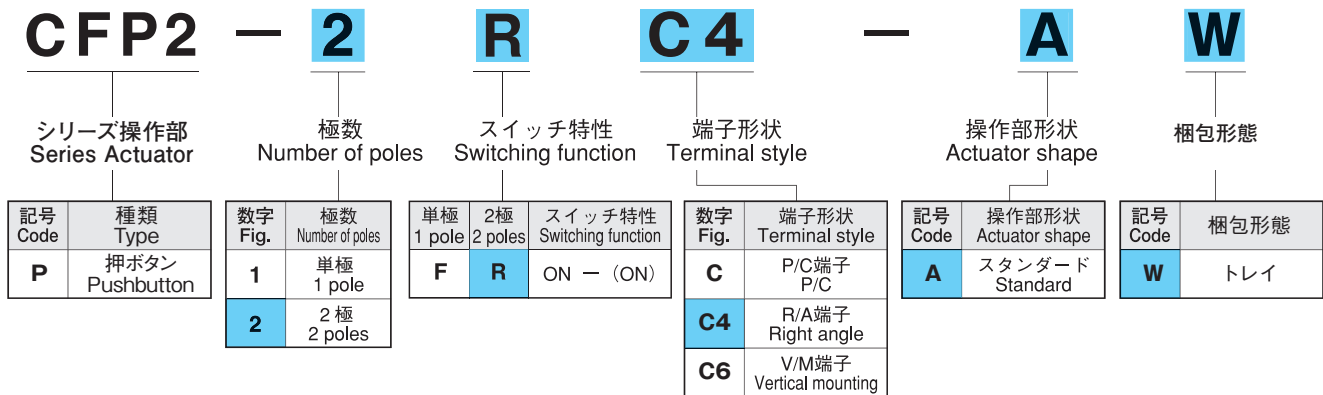 CFP2 — 2 R C4 — A W
シリーズ操作部
Series Actuator
極数
Number of poles
スイッチ特性
Switching function
端子形状
Terminal style
操作部形状
Actuator shape
梱包形態
記号
Code
種類
Type
P
押ボタン
Pushbutton
数字
Fig.
極数
Number of poles
1
単極
1 pole
2
2極
2 poles
単極
1 pole
2極
2 poles
スイッチ特性
Switching function
F
R
ON — (ON)
数字
Fig.
端子形状
Terminal style
C
P/C端子
P/C
C4
R/A端子
Right angle
C6
V/M端子
Vertical mounting
記号
Code
操作部形状
Actuator shape
A
スタンダード
Standard
記号
Code
梱包形態
W
トレイ